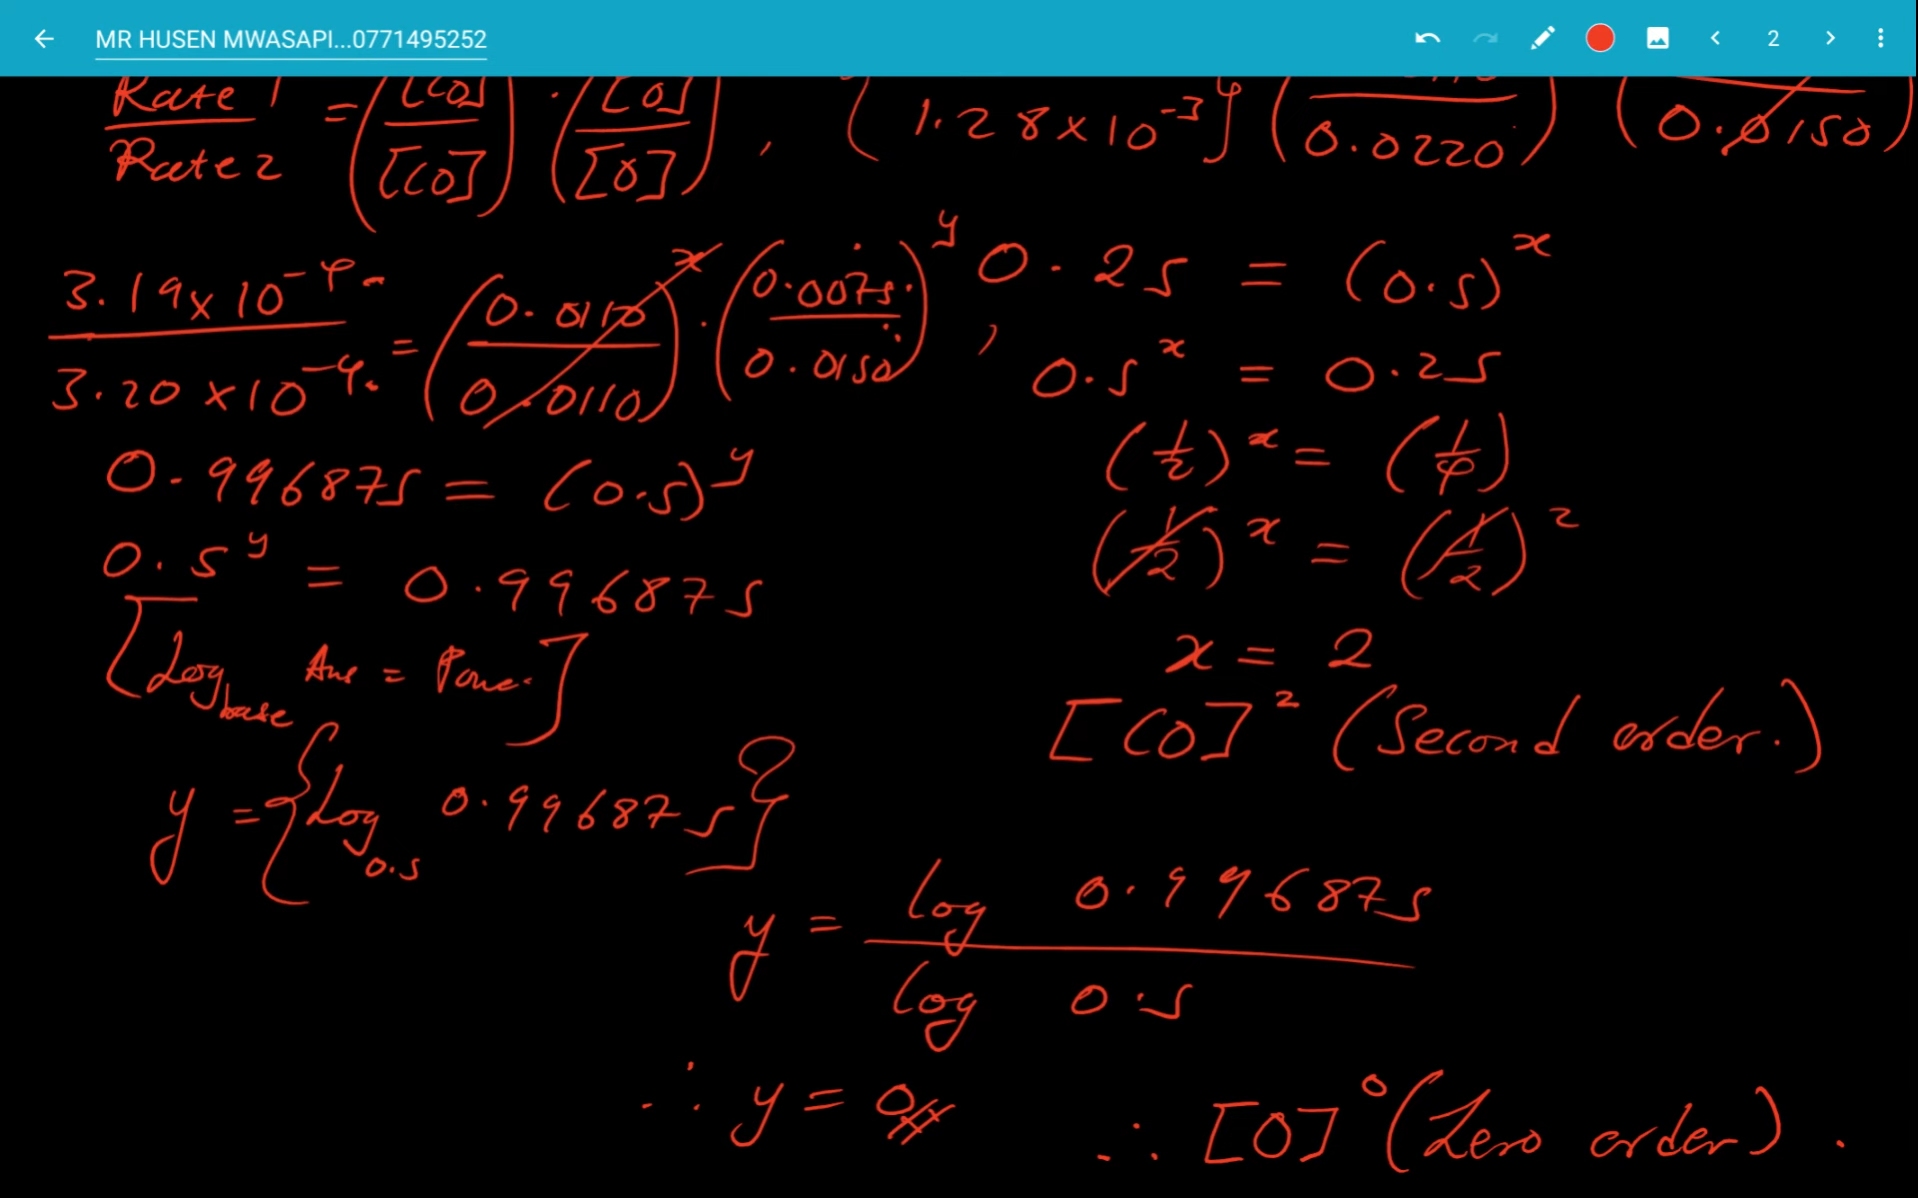 MR HUSEN MWASAPI...0771495252
2
Rate 1 / Rate 2 = ([CO] / [CO]) · ([O] / [O]) ,
[1.28 x 10^-3] ( / 0.0220) ( / 0.0150)
3.19 x 10^-4 / 3.20 x 10^-4 = (0.0110 / 0.0110)^x · (0.0075 / 0.0150)^y ,
0.996875 = (0.5)^y
0.5^y = 0.996875
[Log base Ans = Power]
y = {Log 0.5 0.996875}
0.25 = (0.5)^x
0.5^x = 0.25
(1/2)^x = (1/4)
(1/2)^x = (1/2)^2
x = 2
[CO]^2 (Second order.)
y = log 0.996875 / log 0.5
∴ y = 0
∴ [O]^0 (Zero order) .